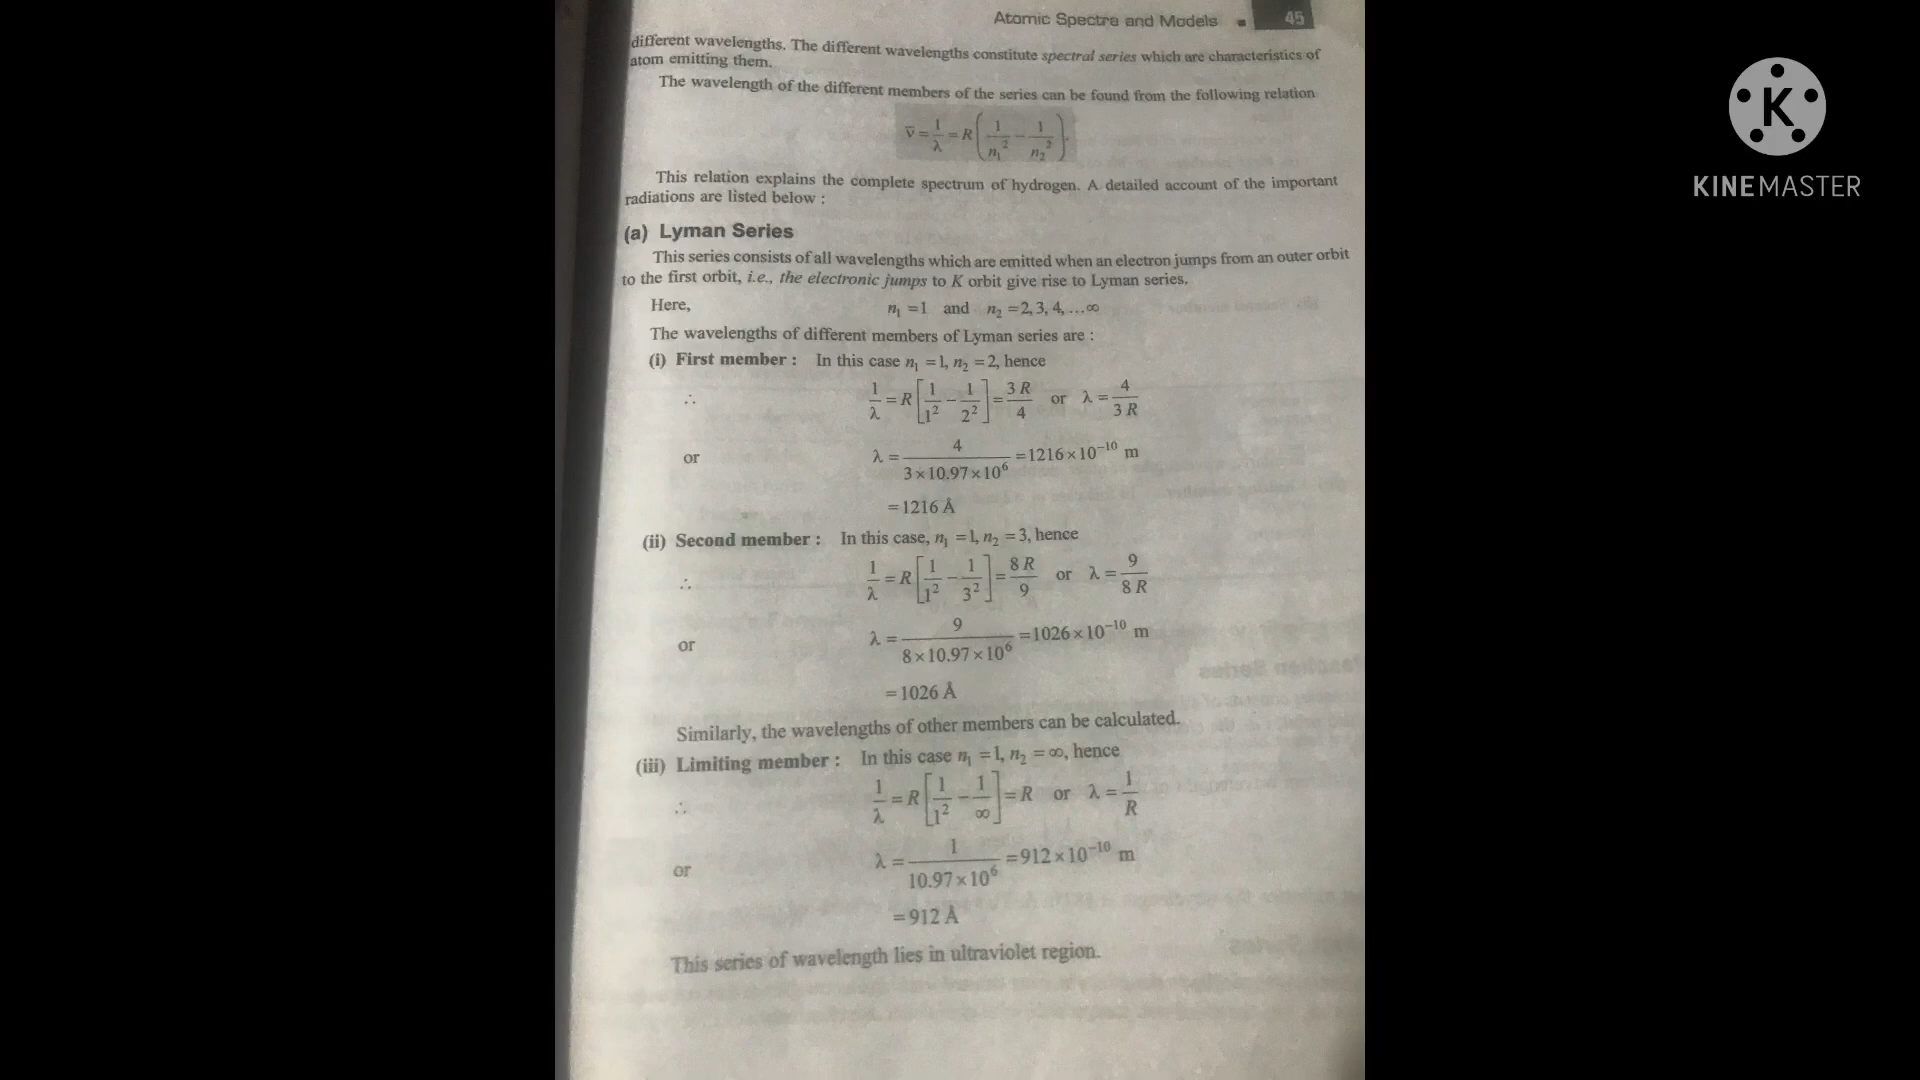 Atomic Spectra and Models ▪ 45
different wavelengths. The different wavelengths constitute spectral series which are characteristics of
atom emitting them.
The wavelength of the different members of the series can be found from the following relation
ν̅ = 1/λ = R(1/n₁² − 1/n₂²).
This relation explains the complete spectrum of hydrogen. A detailed account of the important
radiations are listed below :
(a) Lyman Series
This series consists of all wavelengths which are emitted when an electron jumps from an outer orbit
to the first orbit, i.e., the electronic jumps to K orbit give rise to Lyman series.
Here, n₁ = 1 and n₂ = 2, 3, 4, ...∞
The wavelengths of different members of Lyman series are :
(i) First member : In this case n₁ = 1, n₂ = 2, hence
∴ 1/λ = R[1/1² − 1/2²] = 3 R/4 or λ = 4/3 R
or λ = 4/(3 × 10.97 × 10⁶) = 1216 × 10⁻¹⁰ m
= 1216 Å
(ii) Second member : In this case, n₁ = 1, n₂ = 3, hence
∴ 1/λ = R[1/1² − 1/3²] = 8 R/9 or λ = 9/8 R
or λ = 9/(8 × 10.97 × 10⁶) = 1026 × 10⁻¹⁰ m
= 1026 Å
Similarly, the wavelengths of other members can be calculated.
(iii) Limiting member : In this case n₁ = 1, n₂ = ∞, hence
∴ 1/λ = R[1/1² − 1/∞] = R or λ = 1/R
or λ = 1/(10.97 × 10⁶) = 912 × 10⁻¹⁰ m
= 912 Å
This series of wavelength lies in ultraviolet region.
K
KINEMASTER